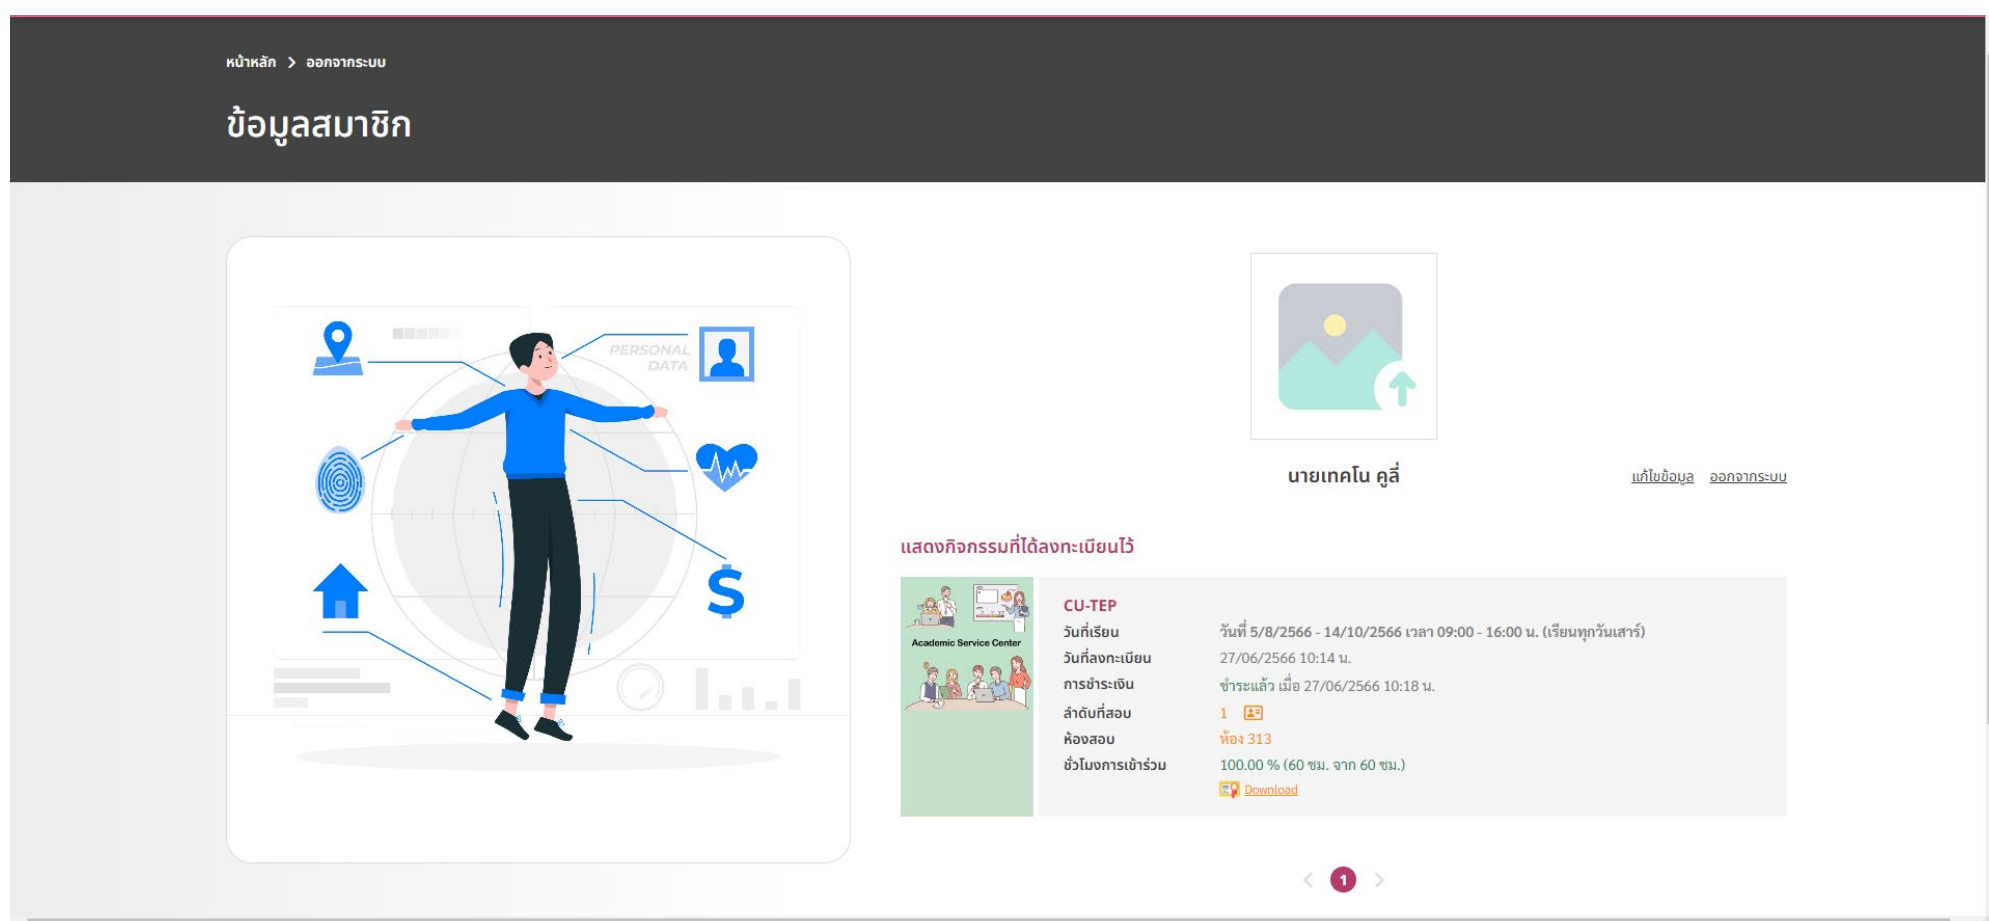 หน้าหลัก > ออกจากระบบ
ข้อมูลสมาชิก
PERSONAL
DATA
นายเทคโน คูลี่
แก้ไขข้อมูล ออกจากระบบ
แสดงกิจกรรมที่ได้ลงทะเบียนไว้
Academic Service Center
CU-TEP
วันที่เรียน วันที่ 5/8/2566 - 14/10/2566 เวลา 09:00 - 16:00 น. (เรียนทุกวันเสาร์)
วันที่ลงทะเบียน 27/06/2566 10:14 น.
การชำระเงิน ชำระแล้ว เมื่อ 27/06/2566 10:18 น.
ลำดับที่สอบ 1
ห้องสอบ ห้อง 313
ชั่วโมงการเข้าร่วม 100.00 % (60 ชม. จาก 60 ชม.)
Download
< 1 >